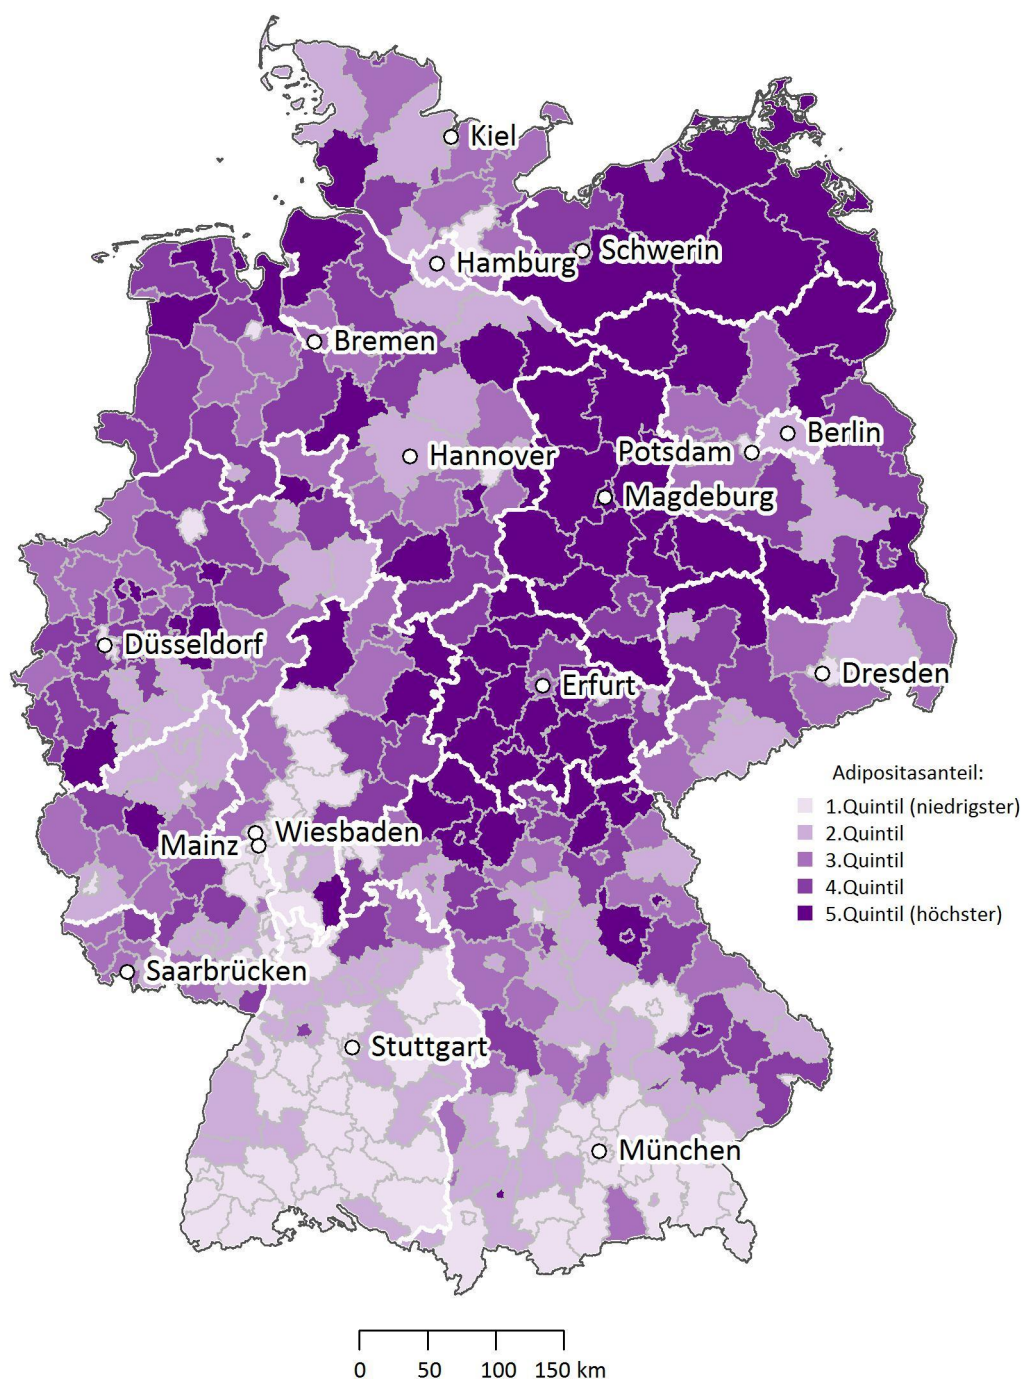 Kiel
Schwerin
Hamburg
Bremen
Berlin
Hannover
Potsdam
Magdeburg
Düsseldorf
Dresden
Erfurt
Adipositasanteil:
1.Quintil (niedrigster)
2.Quintil
3.Quintil
4.Quintil
5.Quintil (höchster)
Wiesbaden
Mainz
Saarbrücken
Stuttgart
München
0 50 100 150 km